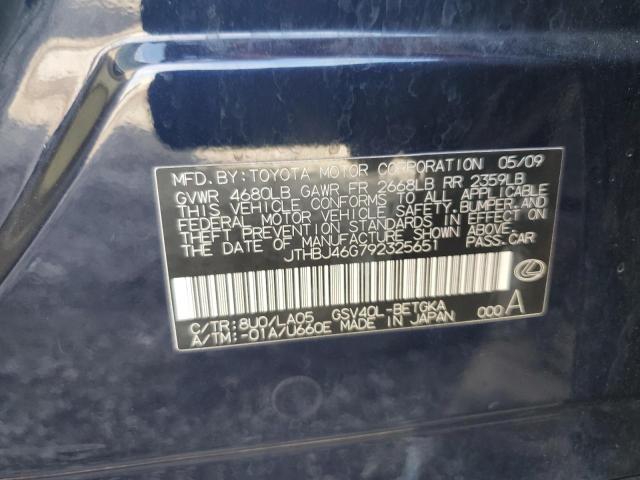 MFD.BY:TOYOTA MOTOR CORPORATION 05/09
GVWR 4680LB GAWR FR 2668LB RR 2359LB
THIS VEHICLE CONFORMS TO ALL APPLICABLE
FEDERAL MOTOR VEHICLE SAFETY,BUMPER,AND
THEFT PREVENTION STANDARDS IN EFFECT ON
THE DATE OF MANUFACTURE SHOWN ABOVE.
JTHBJ46G792325651 PASS.CAR
C/TR:8U0/LA05 GSV40L-BETGKA
A/TM:-01A/U660E MADE IN JAPAN 000 A